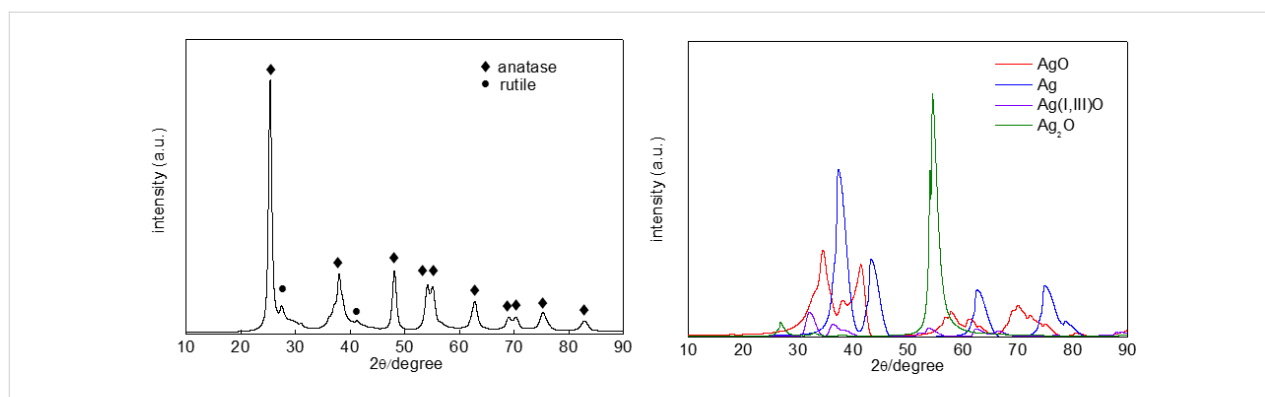 ◆ anatase
● rutile
intensity (a.u.)
10 20 30 40 50 60 70 80 90
2θ/degree
AgO
Ag
Ag(I,III)O
Ag₂O
intensity (a.u.)
10 20 30 40 50 60 70 80 90
2θ/degree